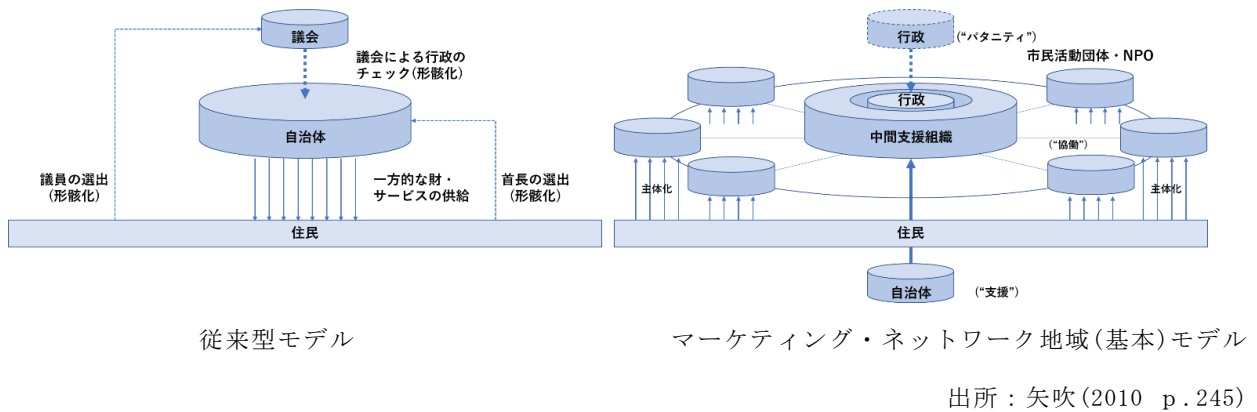 議会
議会による行政の
チェック(形骸化)
自治体
議員の選出
(形骸化)
一方的な財・
サービスの供給
首長の選出
(形骸化)
住民
従来型モデル
行政
(“パタニティ”)
市民活動団体・NPO
行政
中間支援組織
(“協働”)
主体化
主体化
住民
自治体
(“支援”)
マーケティング・ネットワーク地域(基本)モデル
出所：矢吹(2010 p.245)